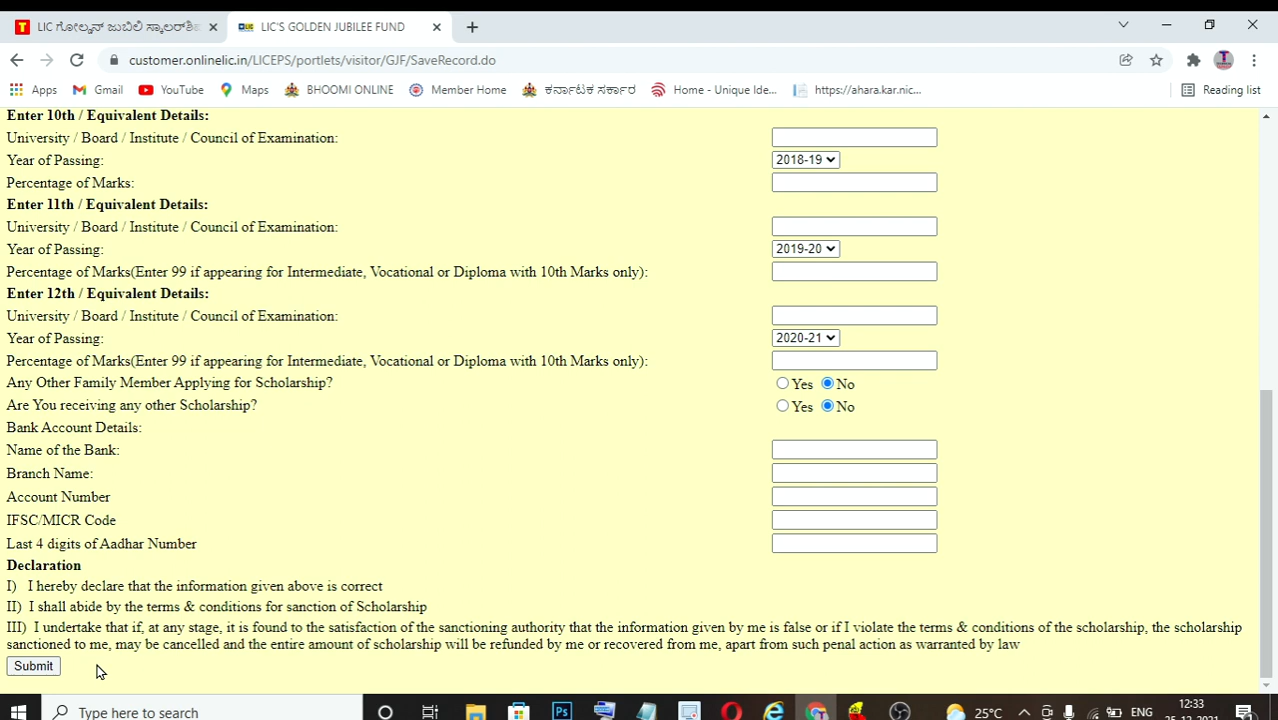 LIC ಗೋಲ್ಡನ್ ಜುಬಿಲಿ ಸ್ಕಾಲರ್‌ಶಿಪ್
LIC'S GOLDEN JUBILEE FUND
customer.onlinelic.in/LICEPS/portlets/visitor/GJF/SaveRecord.do
Apps Gmail YouTube Maps BHOOMI ONLINE Member Home ಕರ್ನಾಟಕ ಸರ್ಕಾರ Home - Unique Ide... https://ahara.kar.nic... Reading list
Enter 10th / Equivalent Details:
University / Board / Institute / Council of Examination:
Year of Passing: 2018-19
Percentage of Marks:
Enter 11th / Equivalent Details:
University / Board / Institute / Council of Examination:
Year of Passing: 2019-20
Percentage of Marks(Enter 99 if appearing for Intermediate, Vocational or Diploma with 10th Marks only):
Enter 12th / Equivalent Details:
University / Board / Institute / Council of Examination:
Year of Passing: 2020-21
Percentage of Marks(Enter 99 if appearing for Intermediate, Vocational or Diploma with 10th Marks only):
Any Other Family Member Applying for Scholarship? Yes No
Are You receiving any other Scholarship? Yes No
Bank Account Details:
Name of the Bank:
Branch Name:
Account Number
IFSC/MICR Code
Last 4 digits of Aadhar Number
Declaration
I) I hereby declare that the information given above is correct
II) I shall abide by the terms & conditions for sanction of Scholarship
III) I undertake that if, at any stage, it is found to the satisfaction of the sanctioning authority that the information given by me is false or if I violate the terms & conditions of the scholarship, the scholarship
sanctioned to me, may be cancelled and the entire amount of scholarship will be refunded by me or recovered from me, apart from such penal action as warranted by law
Submit
Type here to search Ps 25°C ENG 12:33
25-12-2021